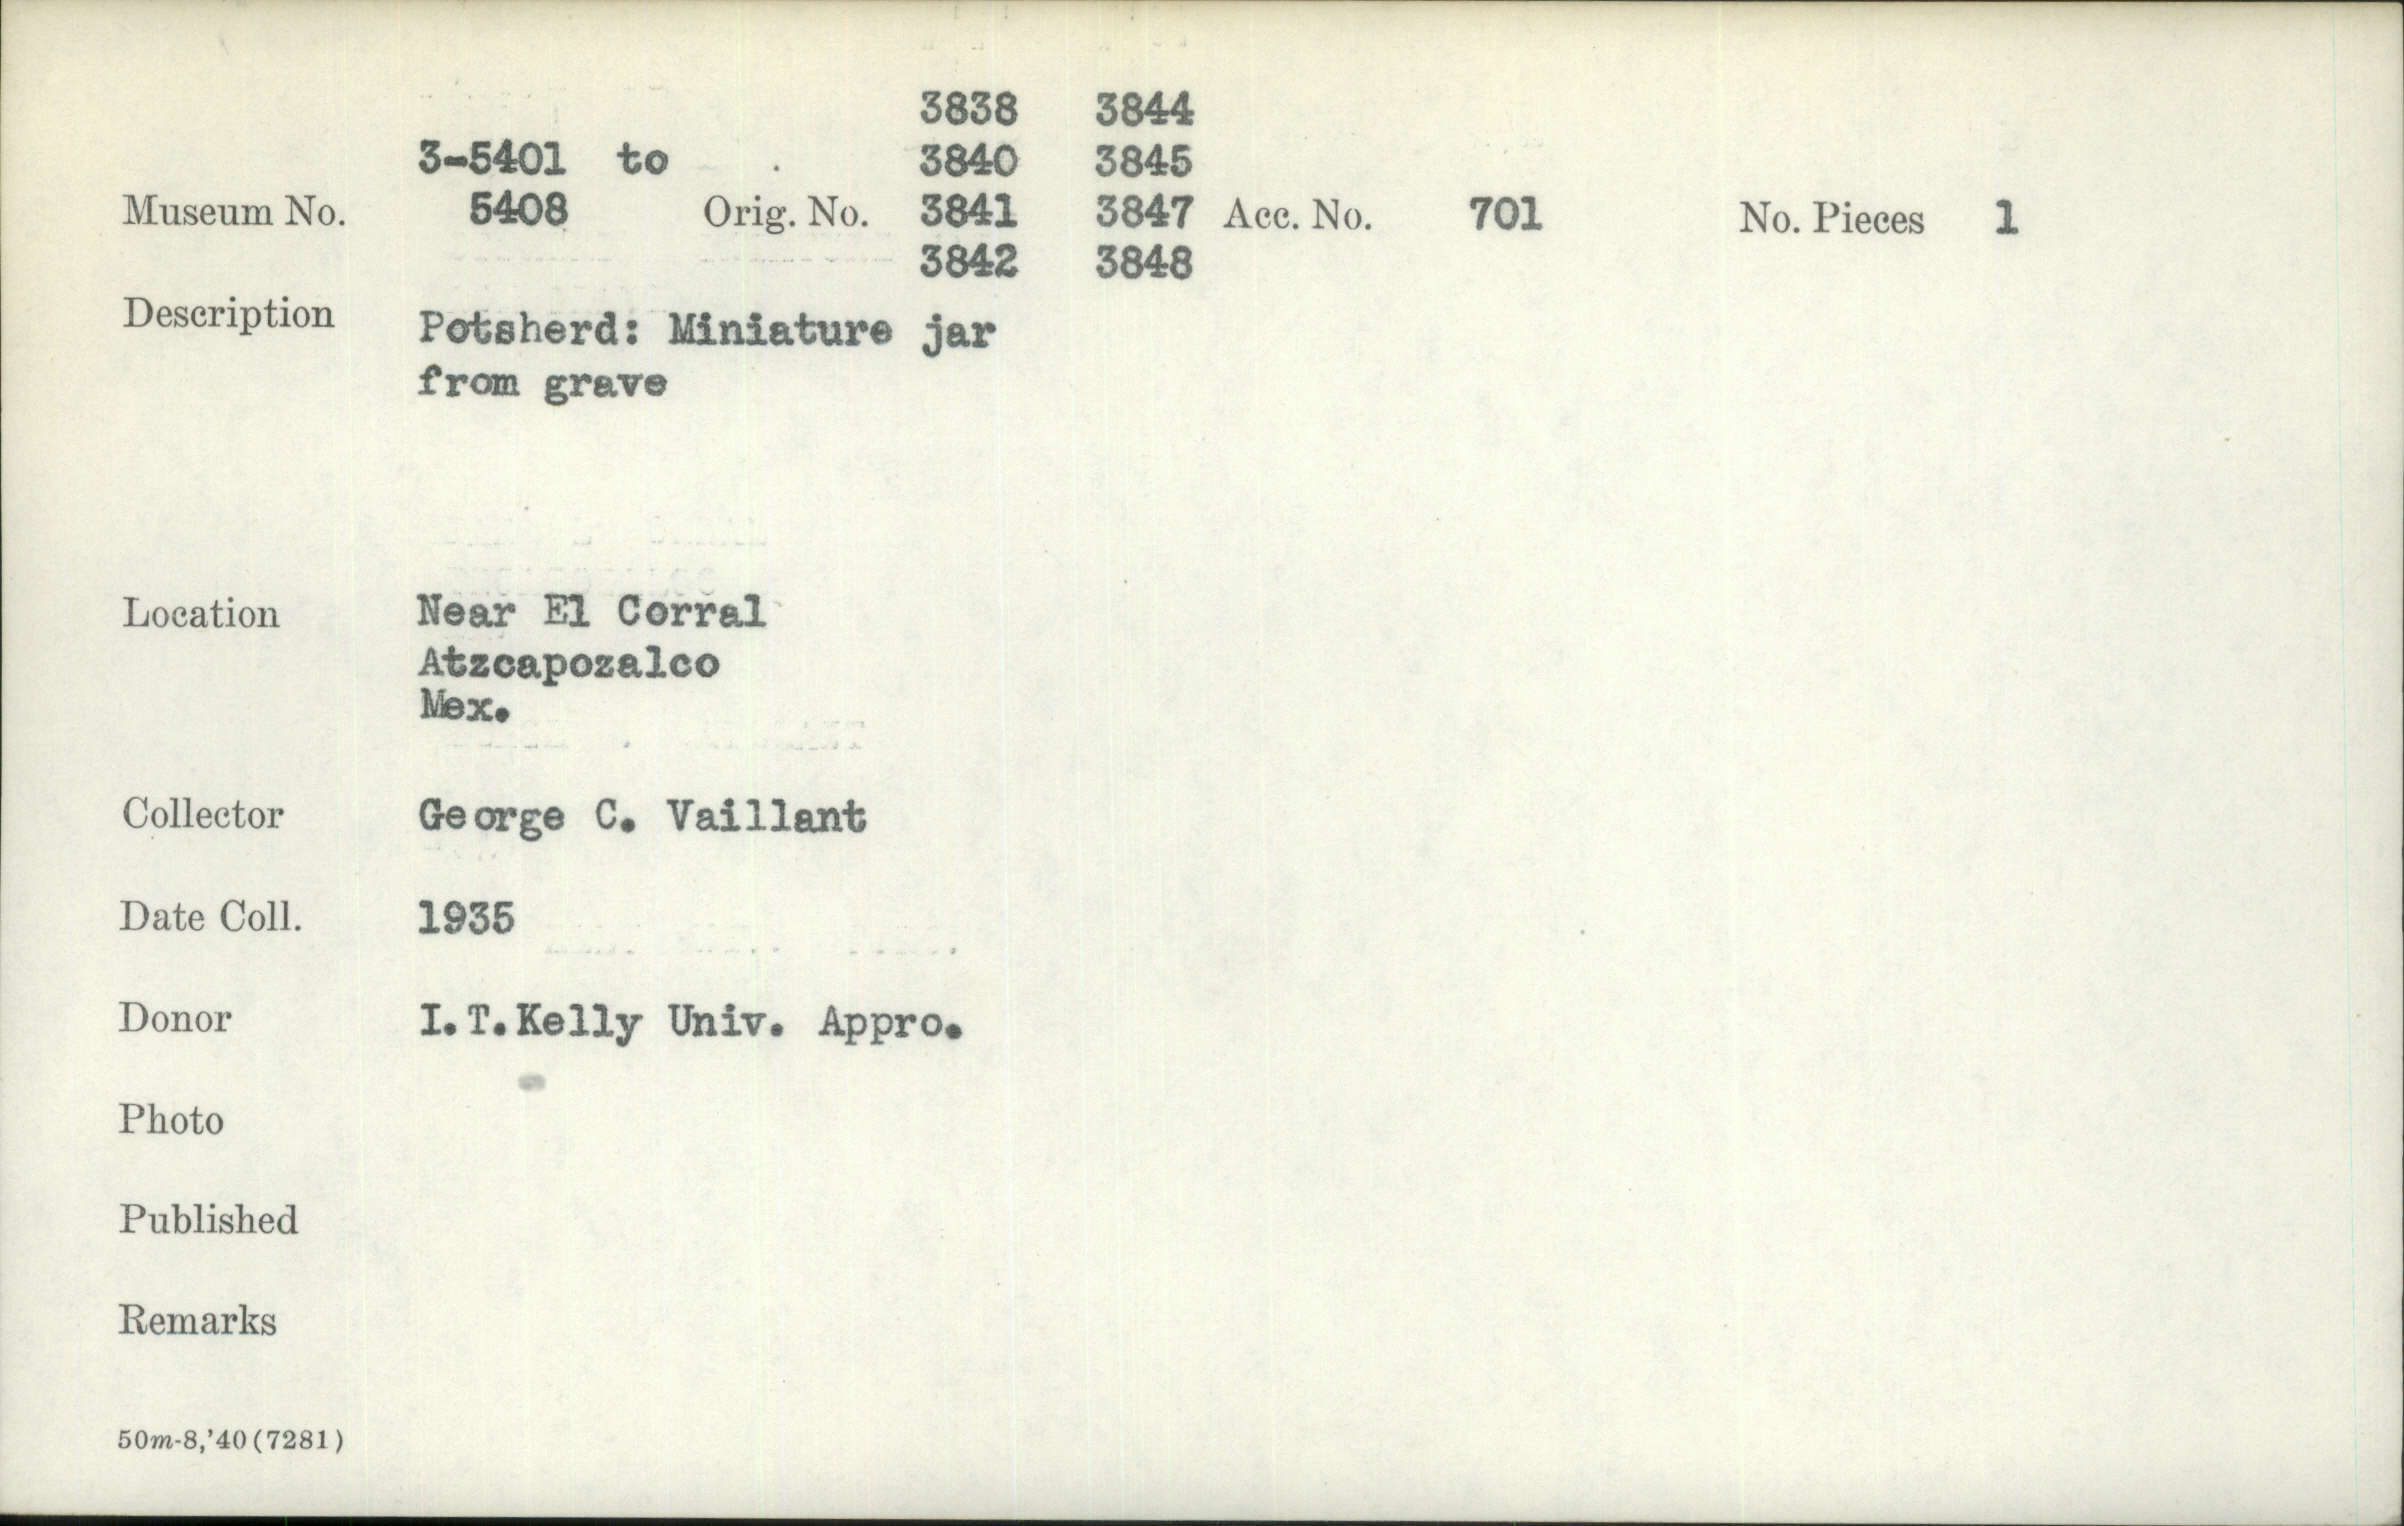 3838 3844
3-5401 to 3840 3845
Museum No. 5408 Orig. No. 3841 3847 Acc. No. 701 No. Pieces 1
3842 3848
Description Potsherd: Miniature jar
from grave
Location Near El Corral
Atzcapozalco
Mex.
Collector George C. Vaillant
Date Coll. 1935
Donor I.T.Kelly Univ. Appro.
Photo
Published
Remarks
50m-8,'40(7281)